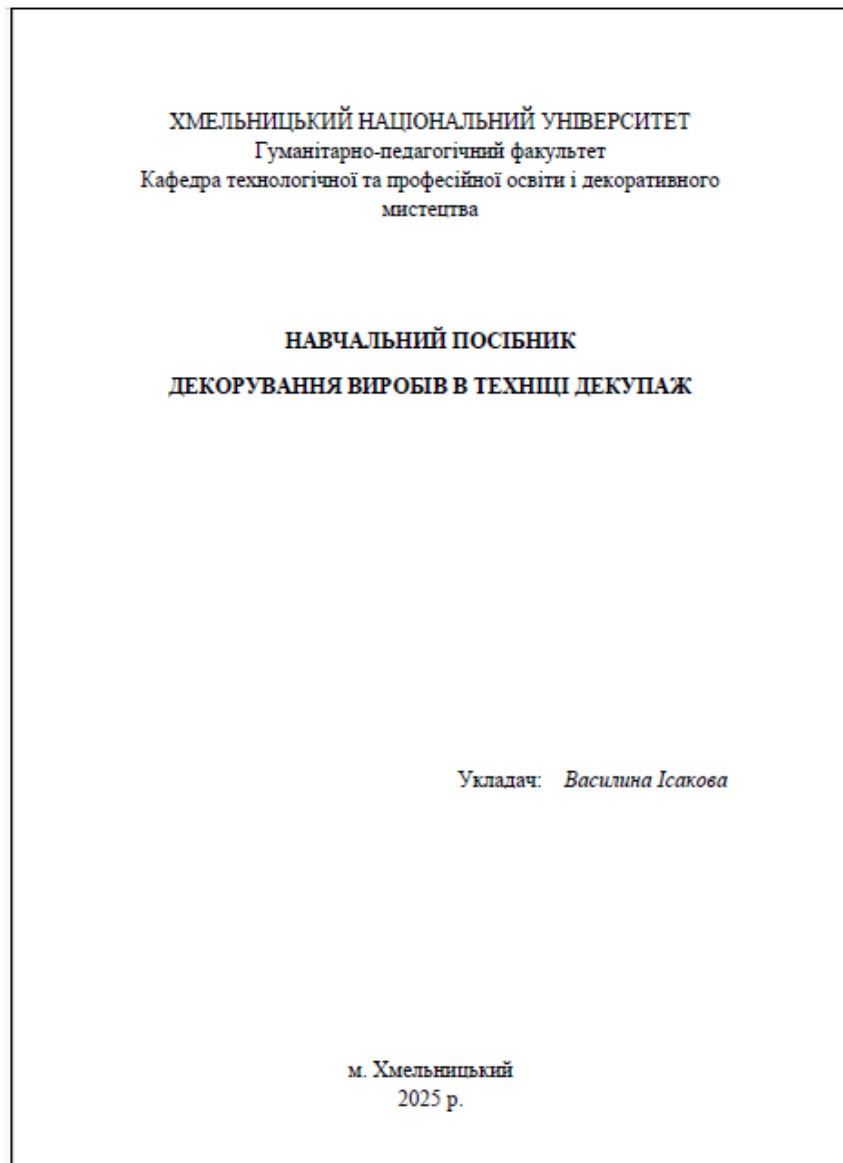 ХМЕЛЬНИЦЬКИЙ НАЦІОНАЛЬНИЙ УНІВЕРСИТЕТ
Гуманітарно-педагогічний факультет
Кафедра технологічної та професійної освіти і декоративного
мистецтва
НАВЧАЛЬНИЙ ПОСІБНИК
ДЕКОРУВАННЯ ВИРОБІВ В ТЕХНІЦІ ДЕКУПАЖ
Укладач: Василина Ісакова
м. Хмельницький
2025 р.